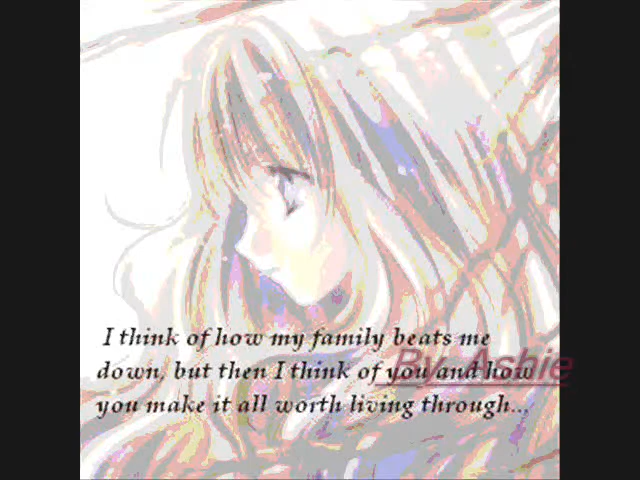 I think of how my family beats me
down, but then I think of you and how
you make it all worth living through...
By Ashie